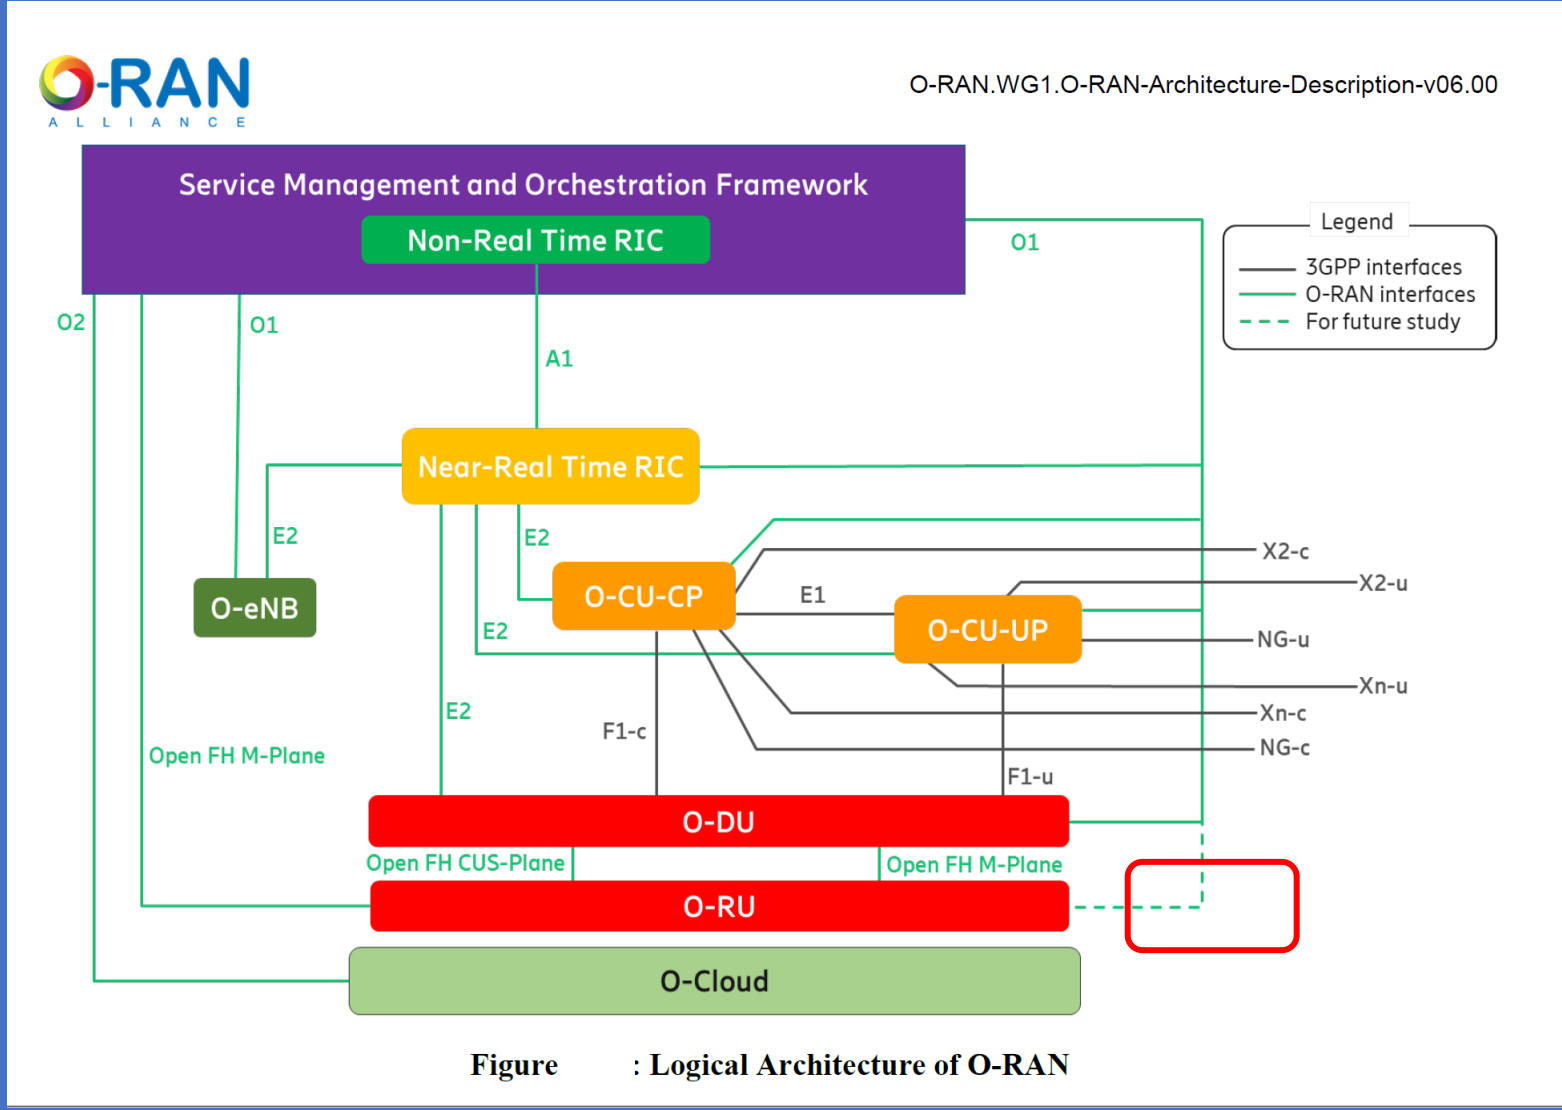 O-RAN
ALLIANCE
O-RAN.WG1.O-RAN-Architecture-Description-v06.00
Service Management and Orchestration Framework
Non-Real Time RIC
O1
Legend
3GPP interfaces
O-RAN interfaces
For future study
O2
O1
A1
Near-Real Time RIC
E2
E2
X2-c
O-CU-CP
E1
X2-u
O-eNB
E2
O-CU-UP
NG-u
Xn-u
E2
Xn-c
F1-c
NG-c
Open FH M-Plane
F1-u
O-DU
Open FH CUS-Plane
Open FH M-Plane
O-RU
O-Cloud
Figure : Logical Architecture of O-RAN